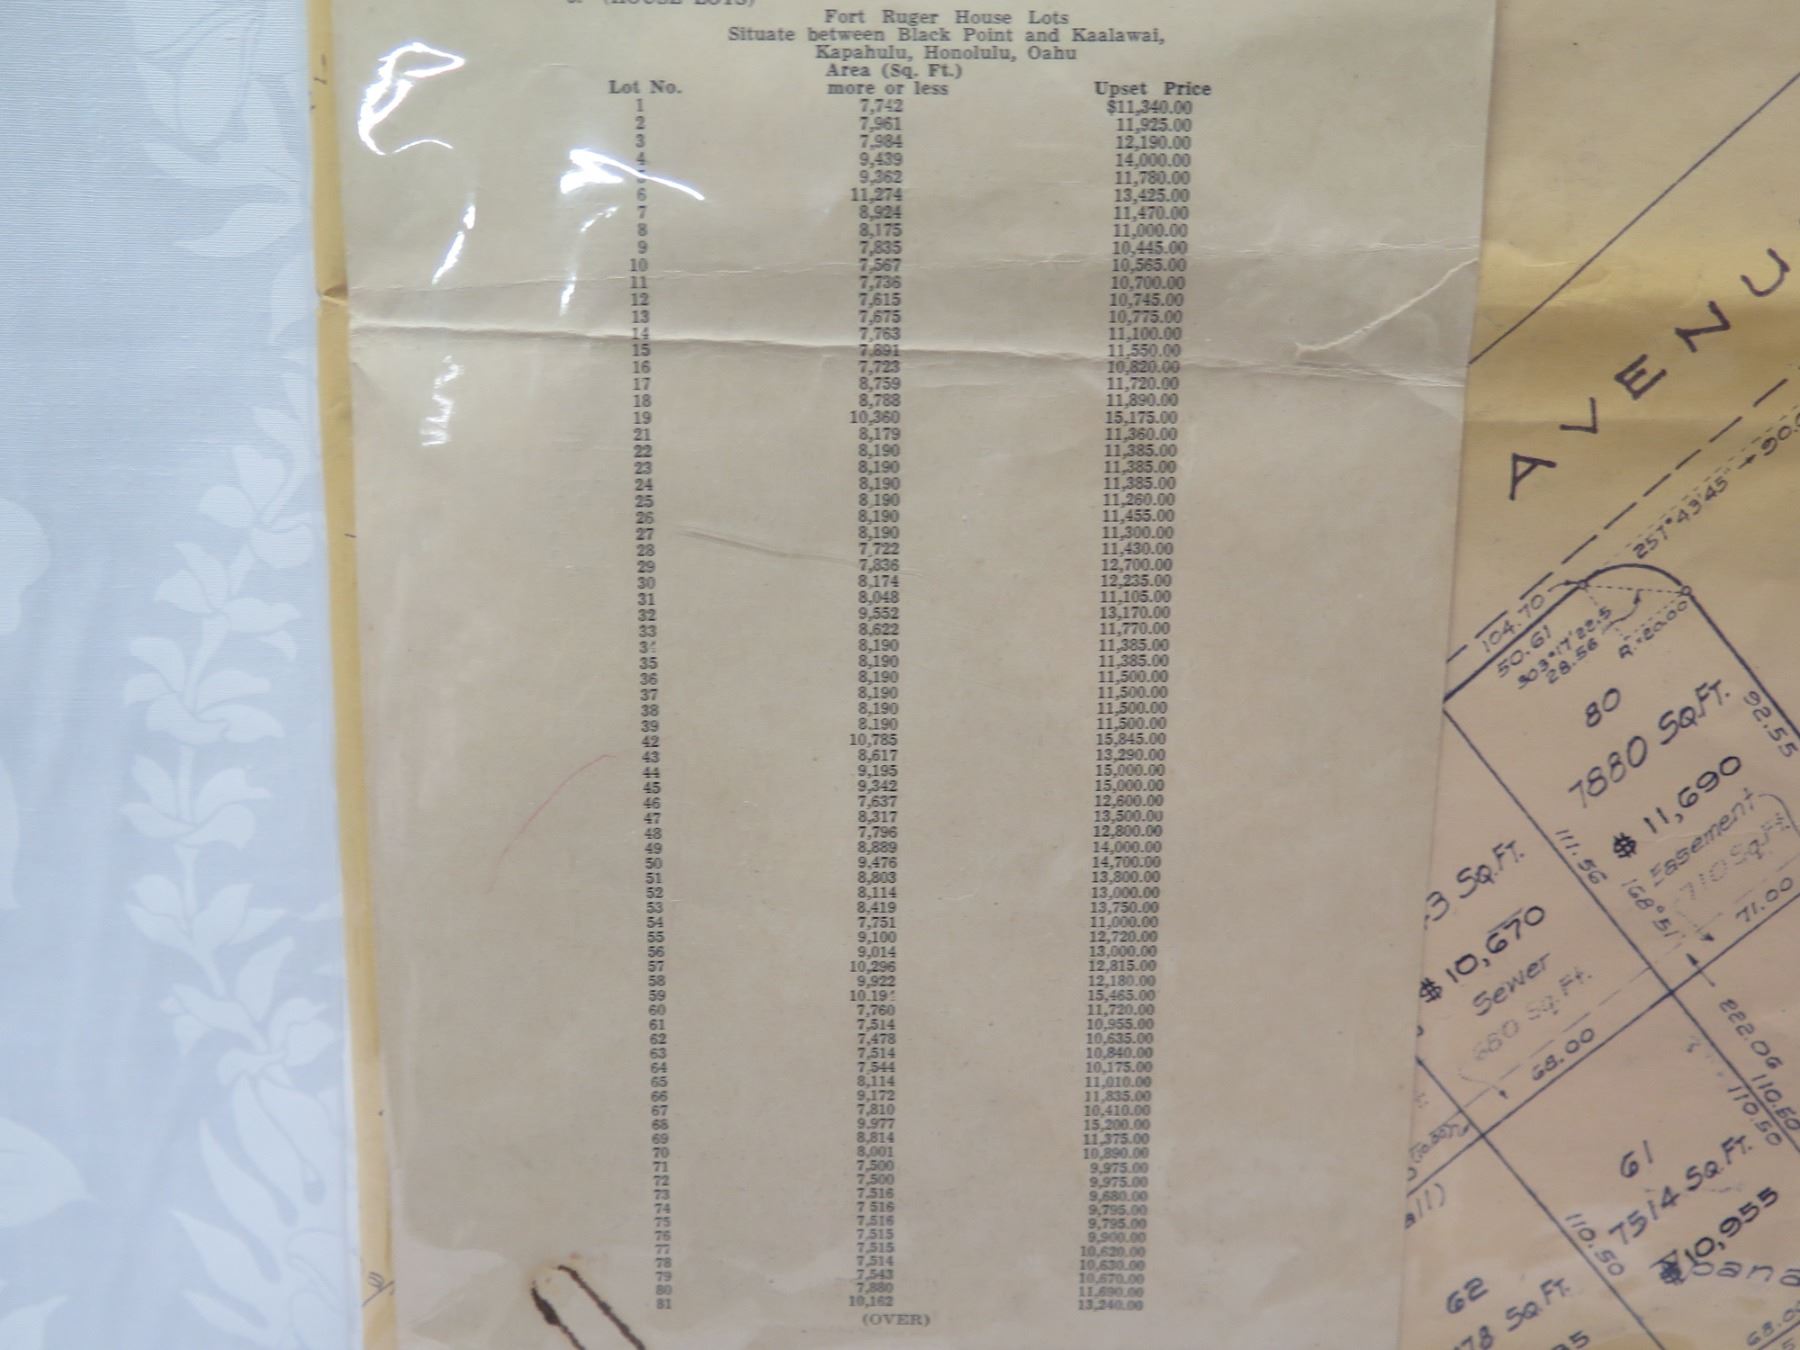 Fort Ruger House Lots
Situate between Black Point and Kaalawai,
Kapahulu, Honolulu, Oahu
Area (Sq. Ft.)
Lot No. more or less Upset Price
1 7,742 $11,340.00
2 7,961 11,925.00
3 7,984 12,190.00
4 9,439 14,000.00
9,362 11,780.00
6 11,274 13,425.00
7 8,924 11,470.00
8 8,175 11,000.00
9 7,835 10,445.00
10 7,567 10,565.00
11 7,736 10,700.00
12 7,615 10,745.00
13 7,675 10,775.00
14 7,763 11,100.00
15 7,891 11,550.00
16 7,723 10,820.00
17 8,759 11,720.00
18 8,788 11,890.00
19 10,360 15,175.00
21 8,179 11,360.00
22 8,190 11,385.00
23 8,190 11,385.00
24 8,190 11,385.00
25 8,190 11,260.00
26 8,190 11,455.00
27 8,190 11,300.00
28 7,722 11,430.00
29 7,836 12,700.00
30 8,174 12,235.00
31 8,048 11,105.00
32 9,552 13,170.00
33 8,622 11,770.00
8,190 11,385.00
35 8,190 11,385.00
36 8,190 11,500.00
37 8,190 11,500.00
38 8,190 11,500.00
39 8,190 11,500.00
42 10,785 15,845.00
43 8,617 13,290.00
44 9,195 15,000.00
45 9,342 15,000.00
46 7,637 12,600.00
47 8,317 13,500.00
48 7,796 12,800.00
49 8,889 14,000.00
50 9,476 14,700.00
51 8,803 13,800.00
52 8,114 13,000.00
53 8,419 13,750.00
54 7,751 11,000.00
55 9,100 12,720.00
56 9,014 13,000.00
57 10,296 12,815.00
58 9,922 12,180.00
59 15,465.00
60 7,760 11,720.00
61 7,514 10,955.00
62 7,478 10,635.00
63 7,514 10,840.00
64 7,544 10,175.00
65 8,114 11,010.00
66 9,172 11,835.00
67 7,810 10,410.00
68 9,977 15,200.00
69 8,814 11,375.00
70 8,001 10,890.00
71 7,500 9,975.00
72 7,500 9,975.00
73 7,516 9,680.00
74 7 516 9,795.00
75 7,516 9,795.00
76 7,515 9,900.00
77 7,515 10,620.00
78 7,514 10,630.00
79 7,543 10,670.00
80 7,880 11,690.00
81 10,162 13,240.00
(OVER)
AVENU
257°43'45"
104.70
50.61
303°17'22.5
28.56
R=20.00
80
7880 SQ.FT.
$ 11,690
Easement
710 Sq.Ft.
92.55
111.56
168°51'
71.00
3 SQ.FT.
$10,670
Sewer
680 Sq.Ft.
68.00
222.06
110.50
110.50
61
7514 SQ.FT.
$10,955
110.50
62
78 SQ.FT.